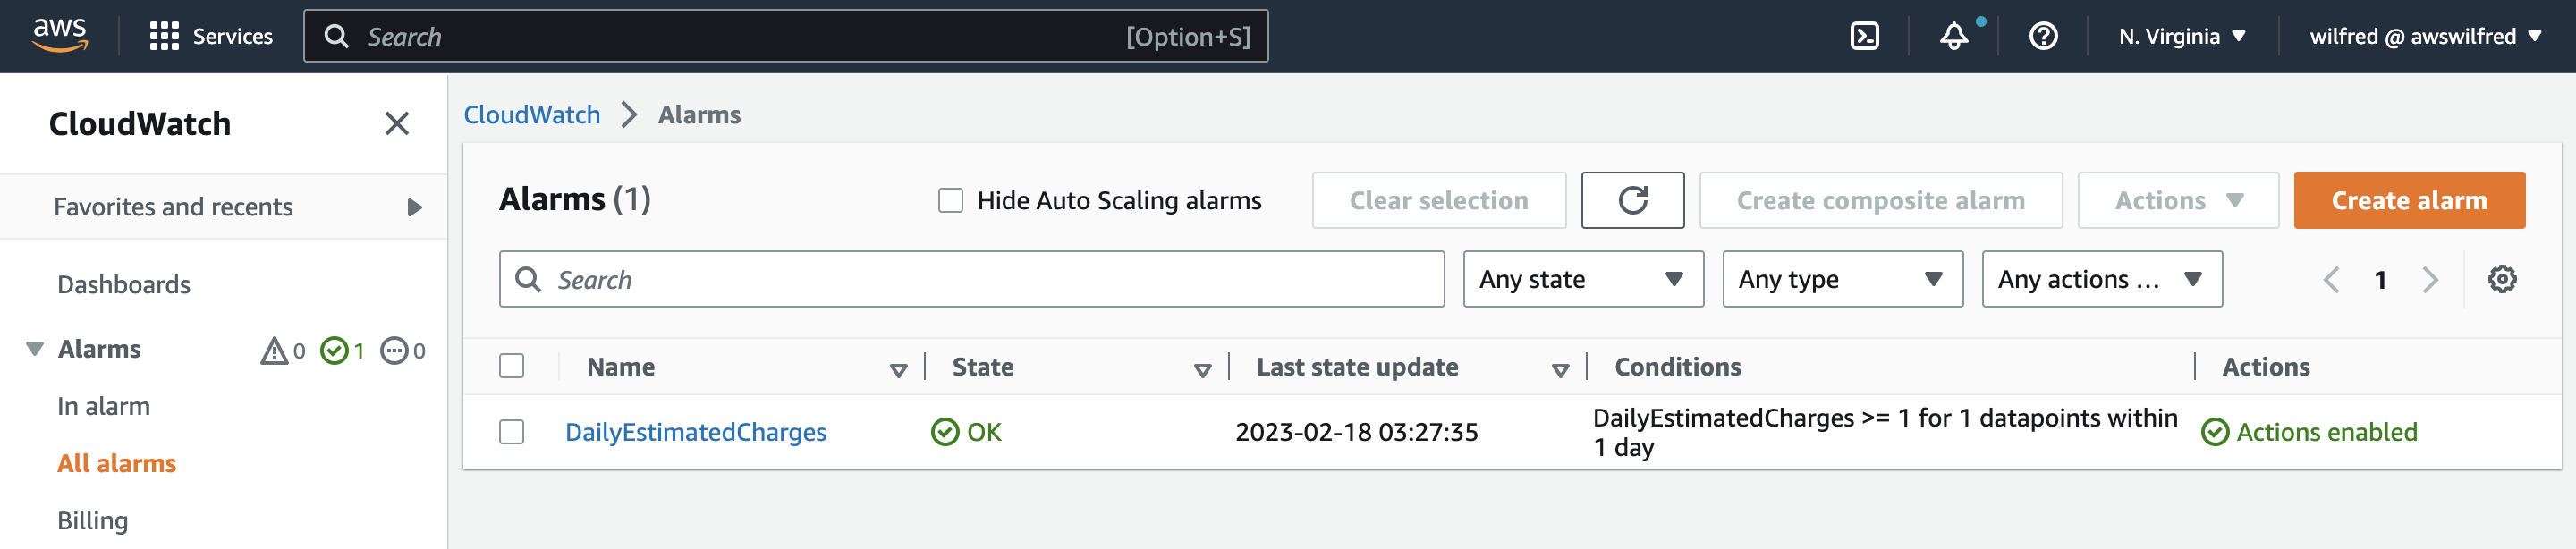 aws
Services
Search
[Option+S]
N. Virginia
wilfred @ awswilfred
CloudWatch
Favorites and recents
Dashboards
Alarms
0
1
0
In alarm
All alarms
Billing
CloudWatch
Alarms
Alarms (1)
Hide Auto Scaling alarms
Clear selection
Create composite alarm
Actions
Create alarm
Search
Any state
Any type
Any actions ...
1
Name
State
Last state update
Conditions
Actions
DailyEstimatedCharges
OK
2023-02-18 03:27:35
DailyEstimatedCharges >= 1 for 1 datapoints within
1 day
Actions enabled